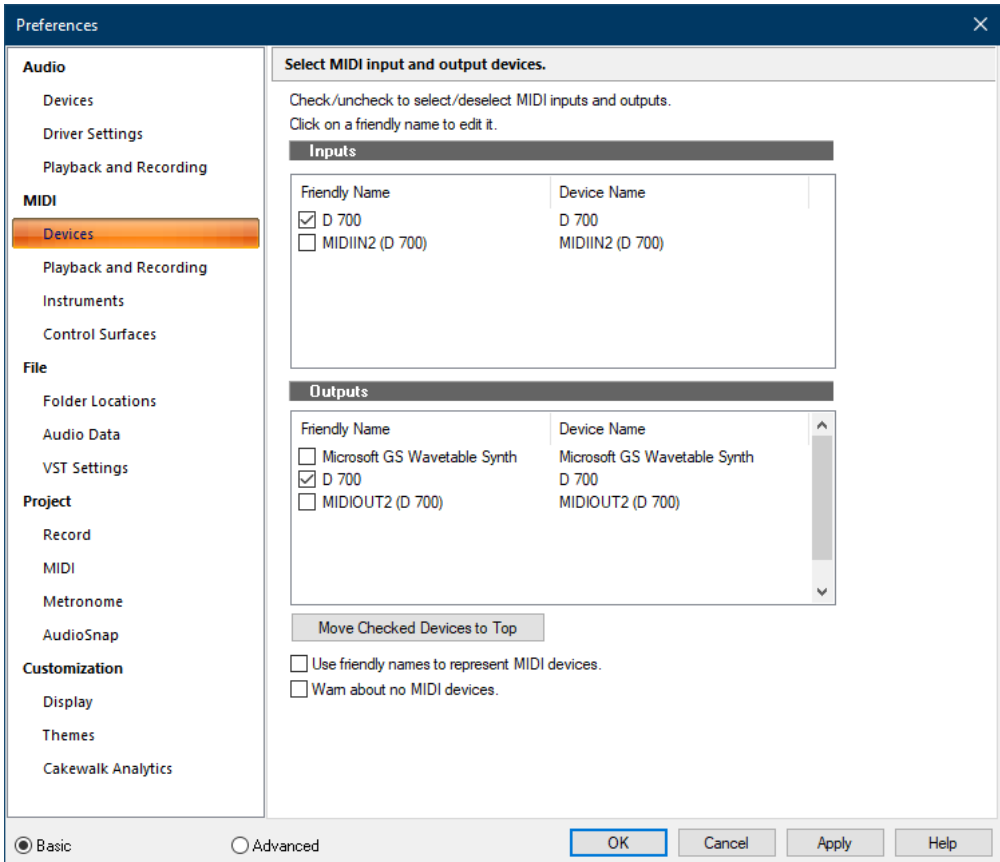 Preferences
Audio
Devices
Driver Settings
Playback and Recording
MIDI
Devices
Playback and Recording
Instruments
Control Surfaces
File
Folder Locations
Audio Data
VST Settings
Project
Record
MIDI
Metronome
AudioSnap
Customization
Display
Themes
Cakewalk Analytics
Select MIDI input and output devices.
Check/uncheck to select/deselect MIDI inputs and outputs.
Click on a friendly name to edit it.
Inputs
Friendly Name Device Name
D 700 D 700
MIDIIN2 (D 700) MIDIIN2 (D 700)
Outputs
Friendly Name Device Name
Microsoft GS Wavetable Synth Microsoft GS Wavetable Synth
D 700 D 700
MIDIOUT2 (D 700) MIDIOUT2 (D 700)
Move Checked Devices to Top
Use friendly names to represent MIDI devices.
Warn about no MIDI devices.
Basic Advanced OK Cancel Apply Help